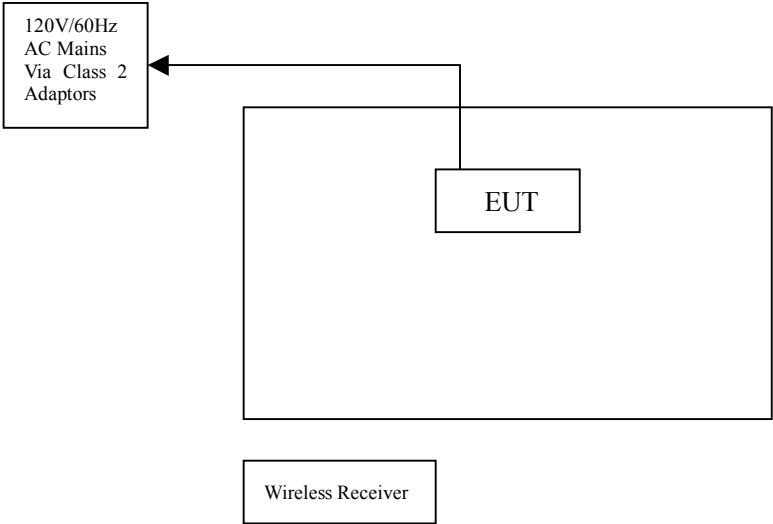 120V/60Hz
AC Mains
Via Class 2
Adaptors
EUT
Wireless Receiver